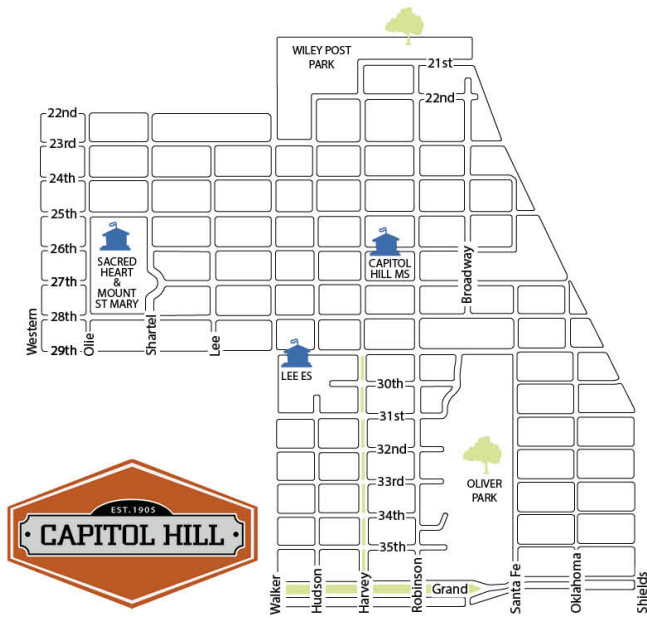 WILEY POST
PARK
21st
22nd
22nd
23rd
24th
25th
26th
27th
28th
29th
SACRED
HEART
&
MOUNT
ST MARY
CAPITOL
HILL MS
Broadway
Western
Olie
Shartel
Lee
LEE ES
30th
31st
32nd
33rd
34th
35th
OLIVER
PARK
EST.1905
CAPITOL HILL
Walker
Hudson
Harvey
Robinson
Grand
Santa Fe
Oklahoma
Shields